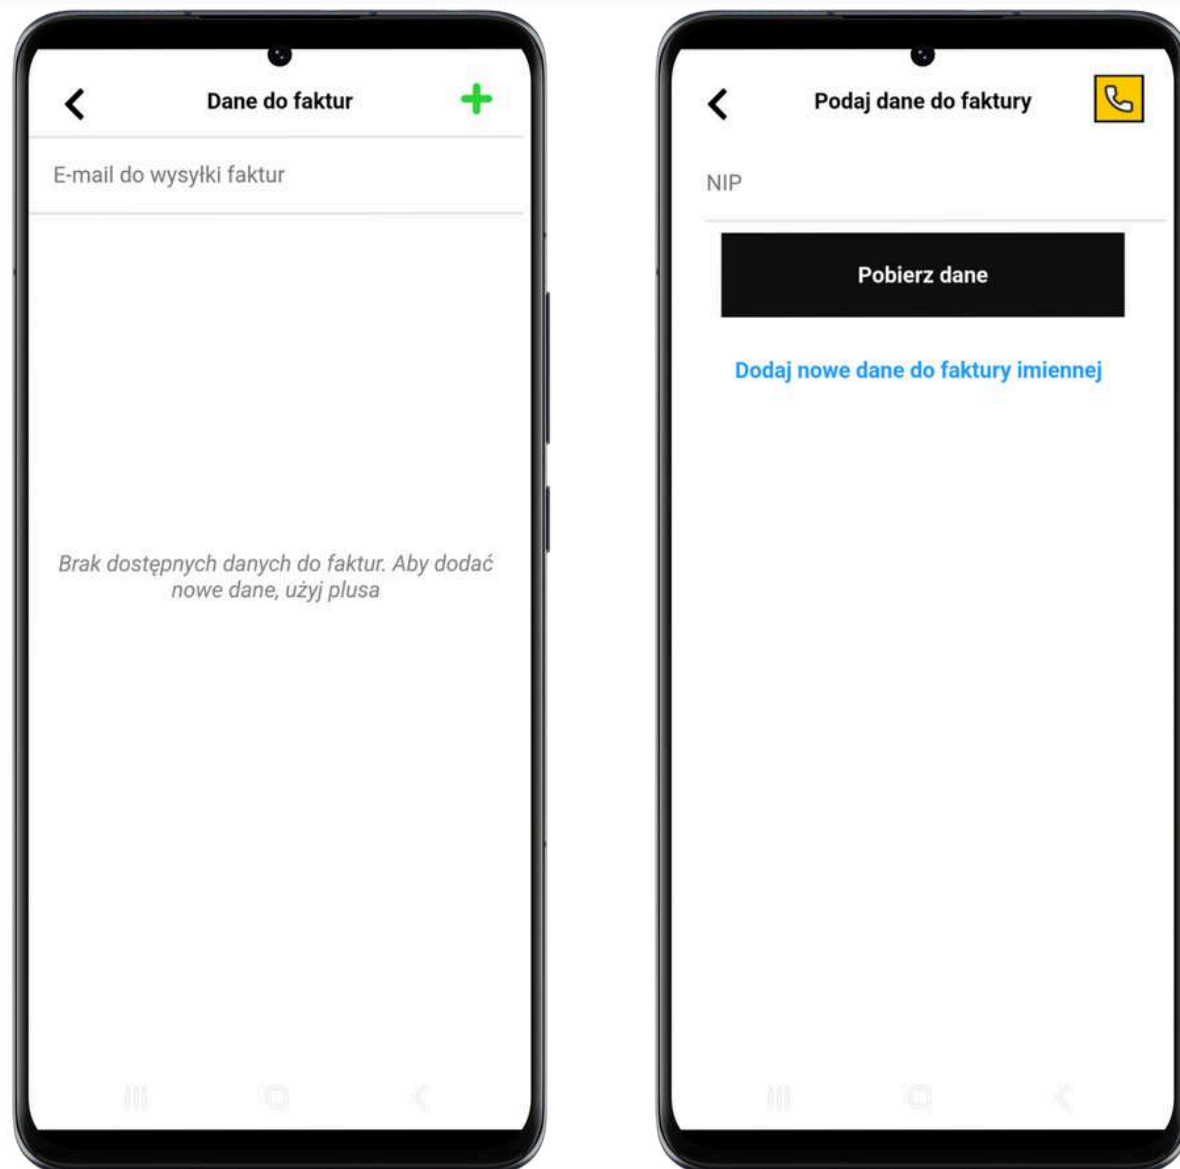 Dane do faktur
E-mail do wysyłki faktur
Brak dostępnych danych do faktur. Aby dodać
nowe dane, użyj plusa
Podaj dane do faktury
NIP
Pobierz dane
Dodaj nowe dane do faktury imiennej